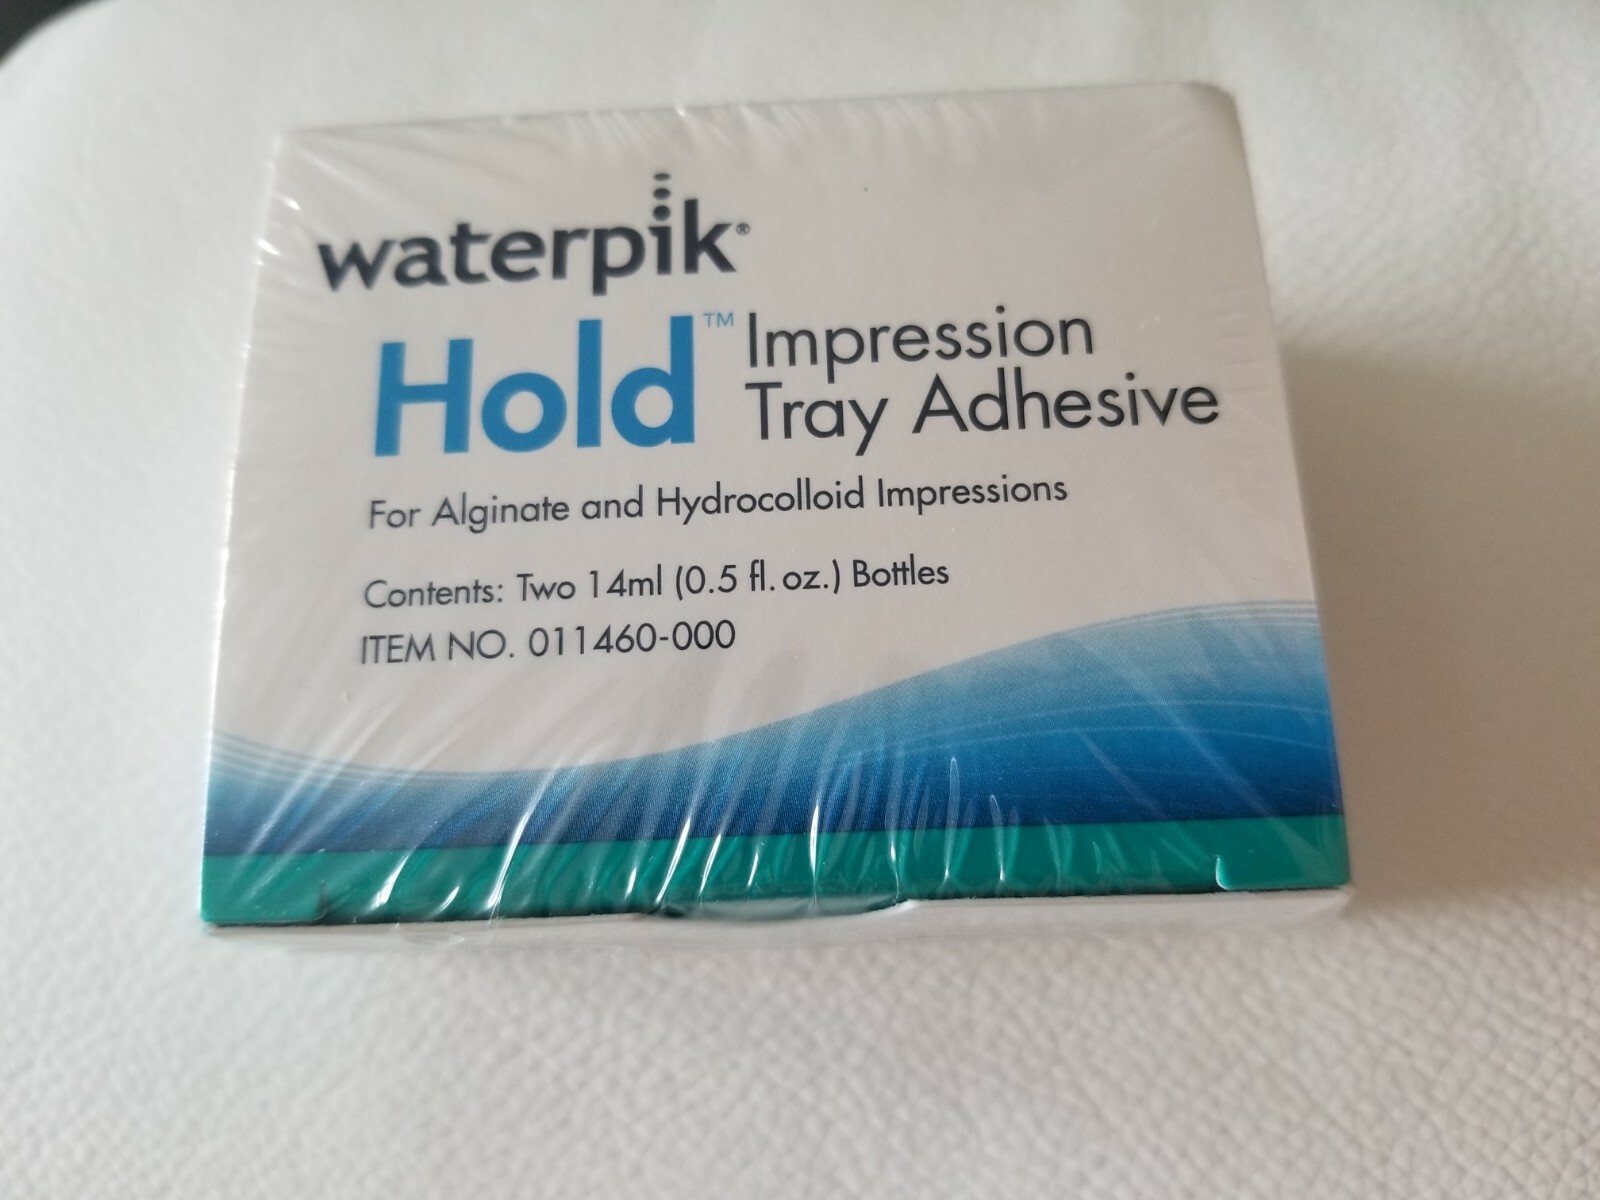 waterpik®
Hold™ Impression
Tray Adhesive
For Alginate and Hydrocolloid Impressions
Contents: Two 14ml (0.5 fl. oz.) Bottles
ITEM NO. 011460-000